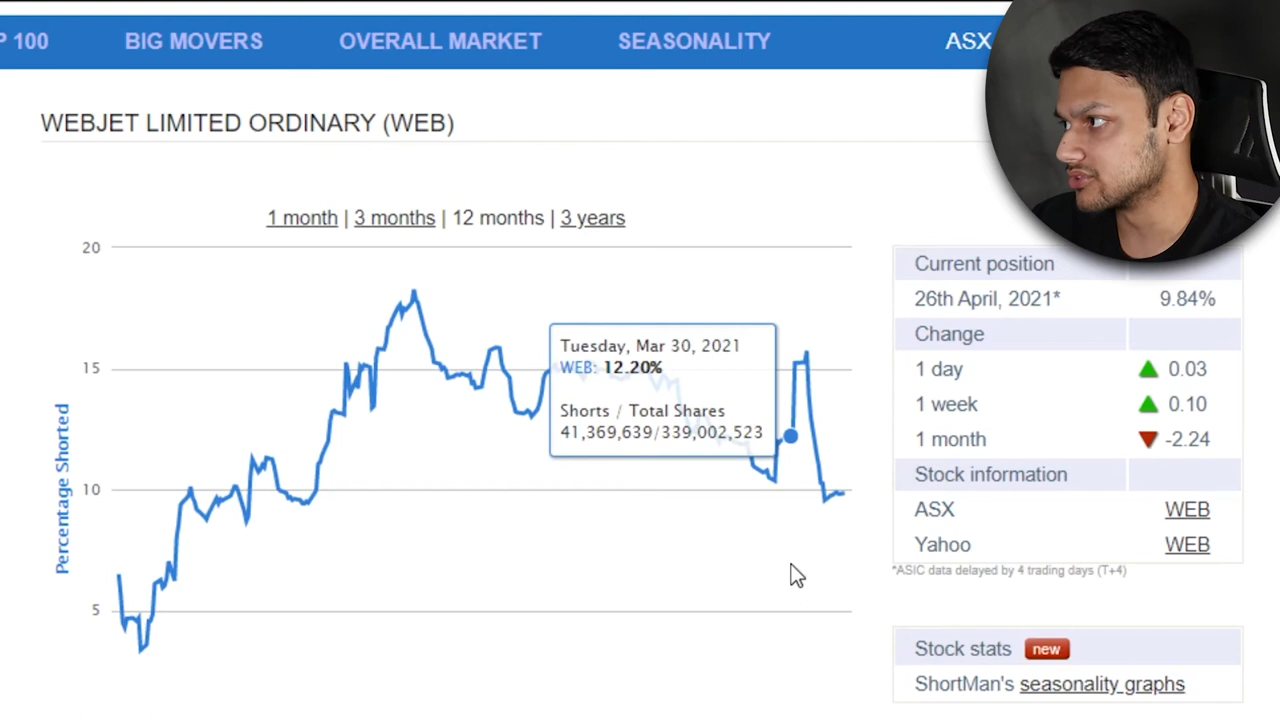 P 100 BIG MOVERS OVERALL MARKET SEASONALITY ASX
WEBJET LIMITED ORDINARY (WEB)
1 month | 3 months | 12 months | 3 years
20
15
10
5
Percentage Shorted
Tuesday, Mar 30, 2021
WEB: 12.20%
Shorts / Total Shares
41,369,639/339,002,523
Current position
26th April, 2021* 9.84%
Change
1 day 0.03
1 week 0.10
1 month -2.24
Stock information
ASX WEB
Yahoo WEB
*ASIC data delayed by 4 trading days (T+4)
Stock stats new
ShortMan's seasonality graphs